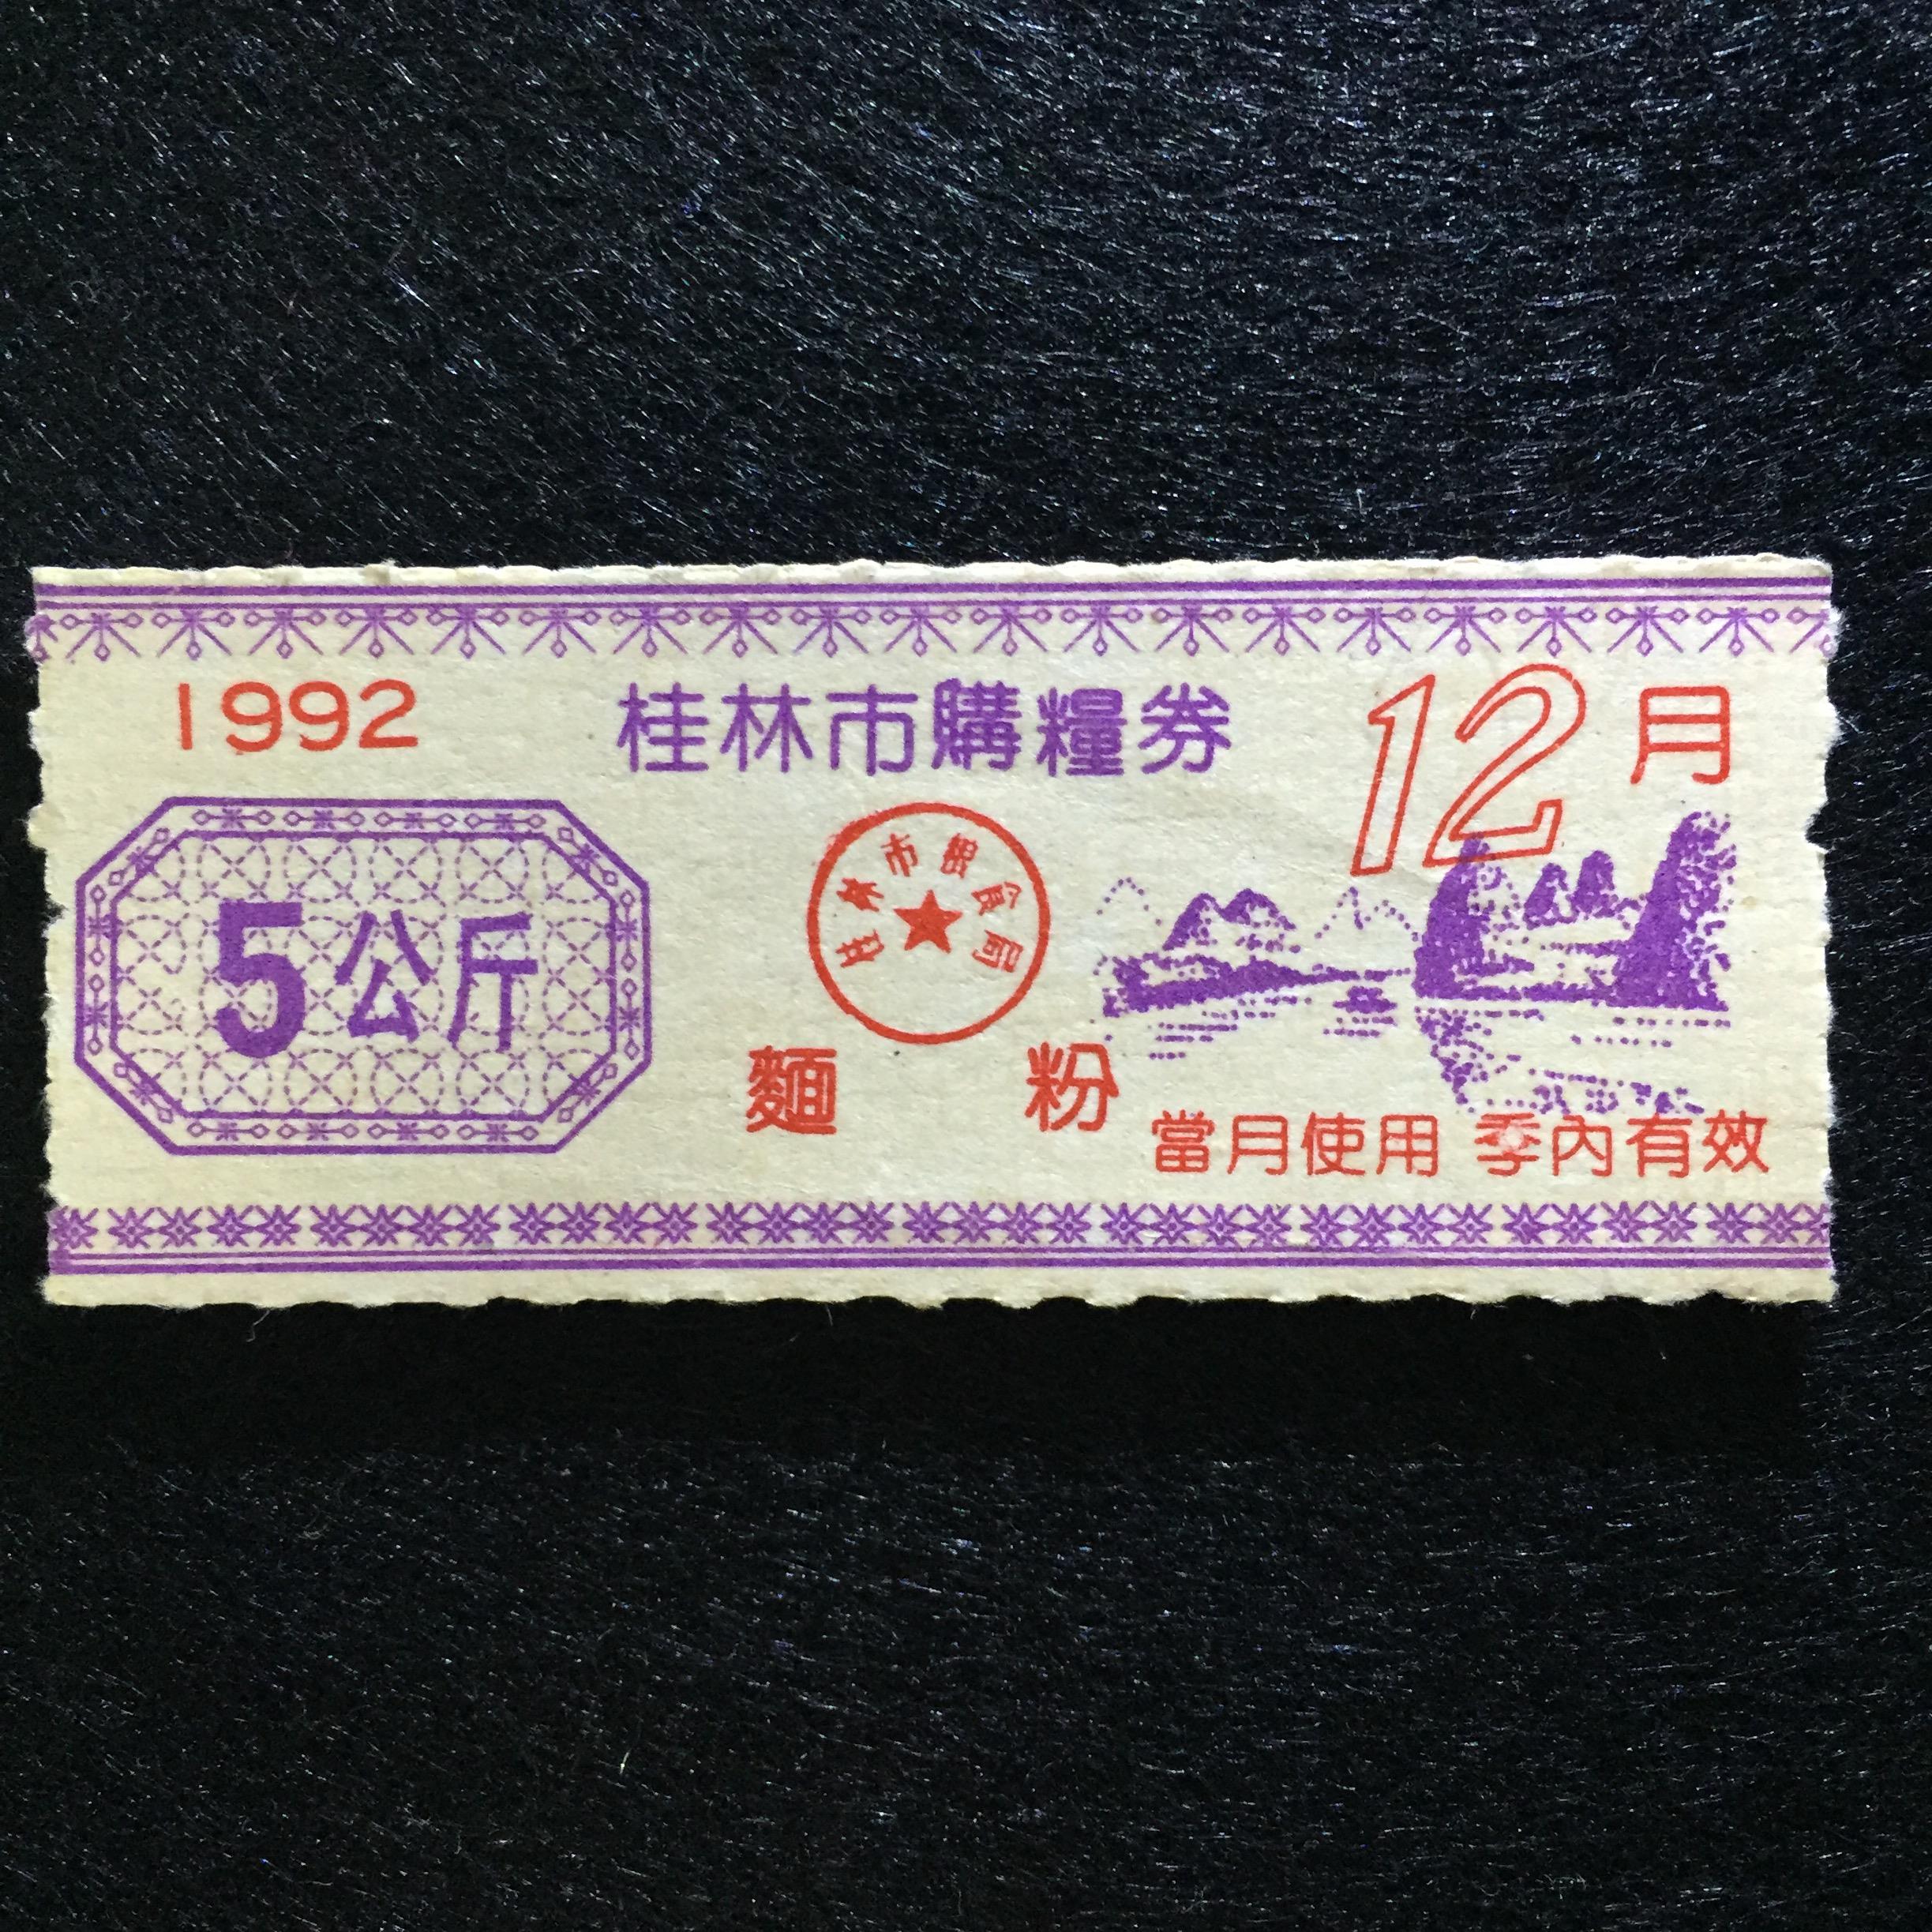 1992 桂林市購糧券 12月
桂林市粮食局
5公斤
麵 粉
當月使用 季內有效